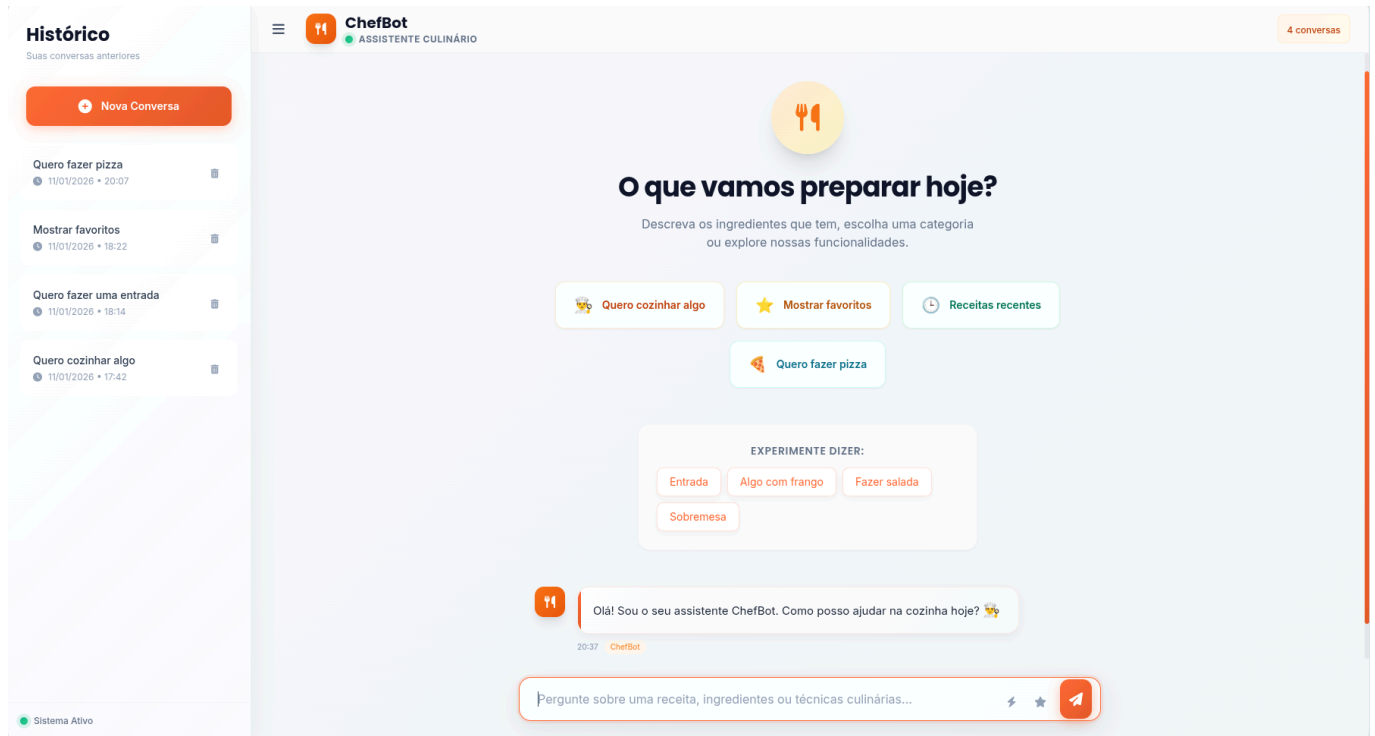 Histórico
Suas conversas anteriores
Nova Conversa
Quero fazer pizza
11/01/2026 • 20:07
Mostrar favoritos
11/01/2026 • 18:22
Quero fazer uma entrada
11/01/2026 • 18:14
Quero cozinhar algo
11/01/2026 • 17:42
Sistema Ativo
ChefBot
ASSISTENTE CULINÁRIO
4 conversas
O que vamos preparar hoje?
Descreva os ingredientes que tem, escolha uma categoria
ou explore nossas funcionalidades.
Quero cozinhar algo
Mostrar favoritos
Receitas recentes
Quero fazer pizza
EXPERIMENTE DIZER:
Entrada
Algo com frango
Fazer salada
Sobremesa
Olá! Sou o seu assistente ChefBot. Como posso ajudar na cozinha hoje? 👨‍🍳
20:37 ChefBot
Pergunte sobre uma receita, ingredientes ou técnicas culinárias...